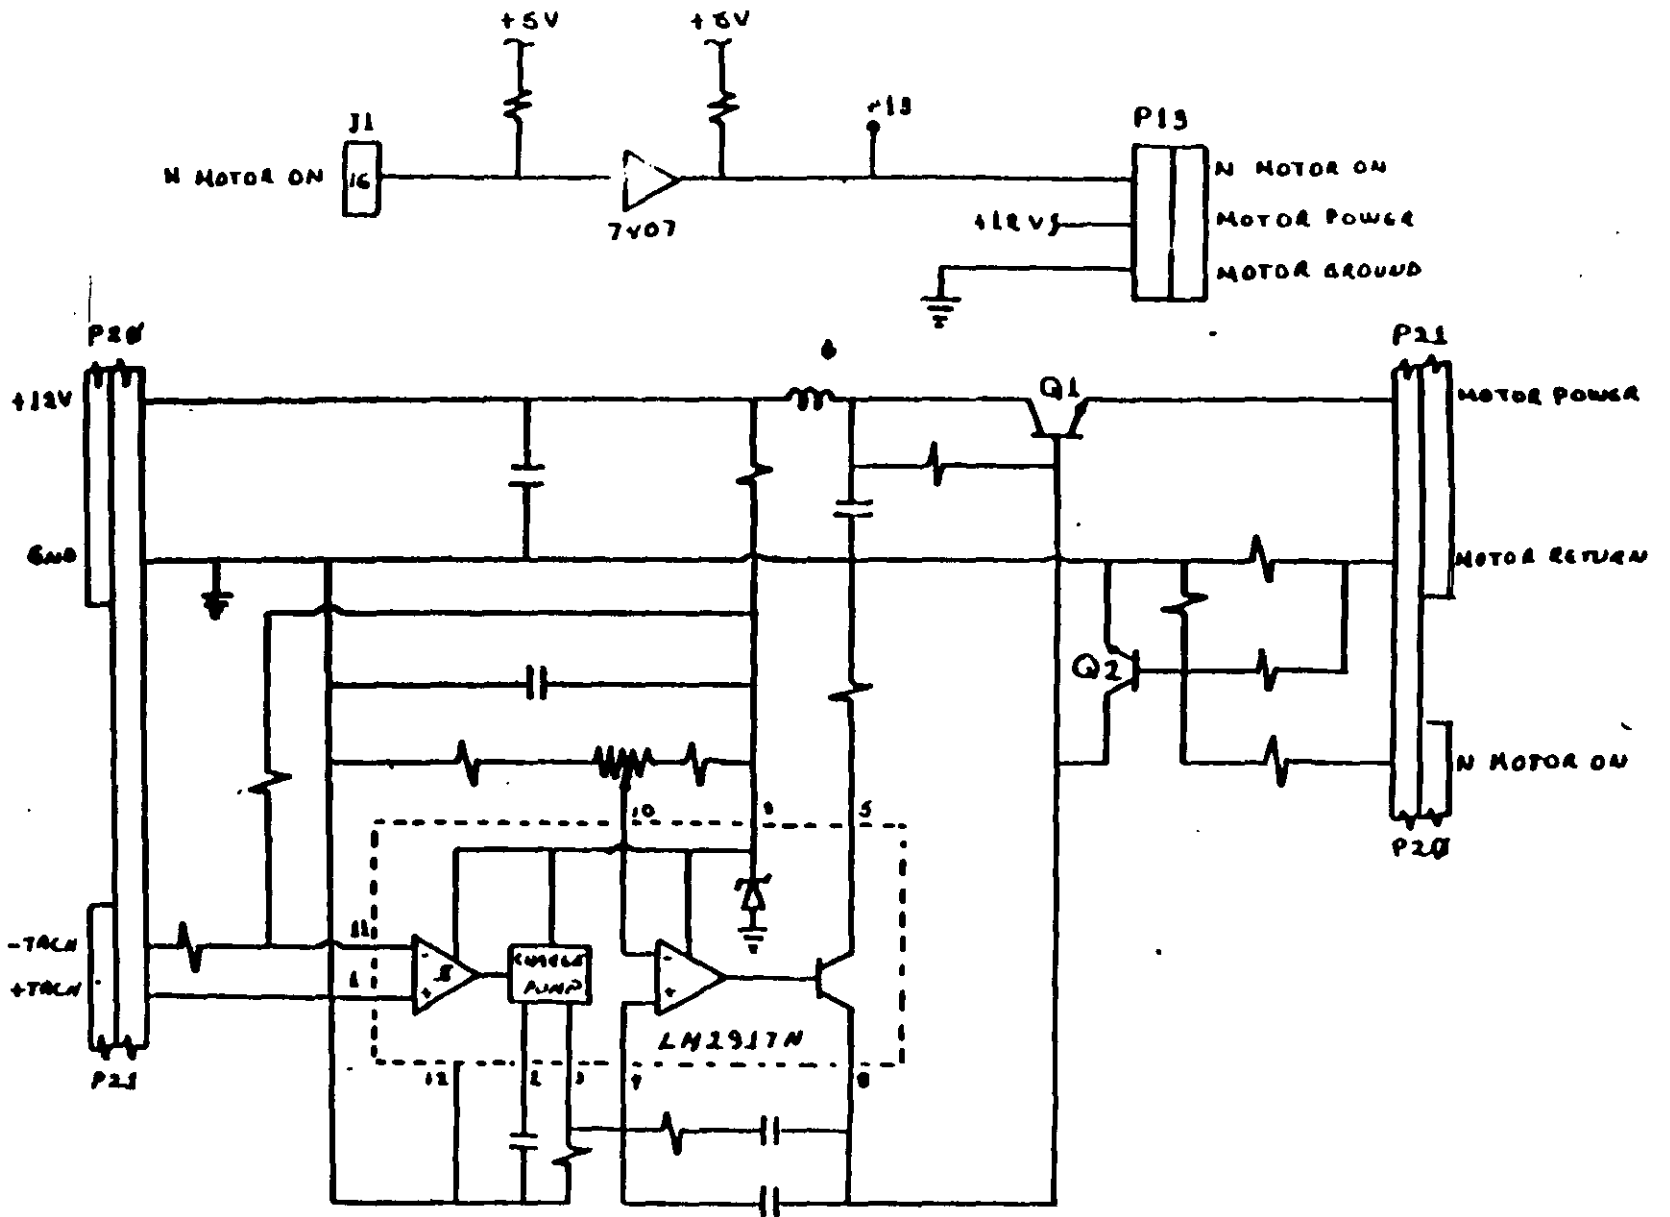 +5V
+5V
J1
P13
N MOTOR ON
16
7407
N MOTOR ON
+12V
MOTOR POWER
MOTOR GROUND
P20
P21
+12V
Q1
MOTOR POWER
GND
MOTOR RETURN
Q2
N MOTOR ON
10
9
5
P20
-TACH
11
-
-
+TACH
1
+
+
CHARGE
PUMP
LM2917N
P21
12
2
3
4
8